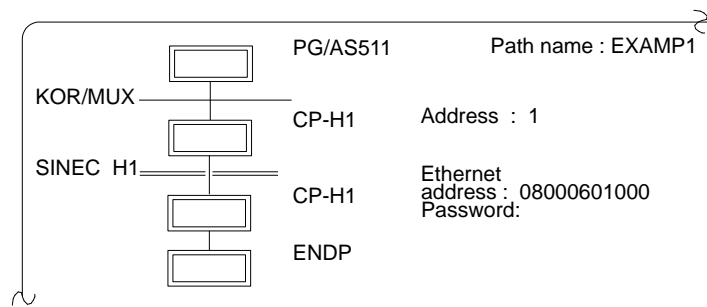 PG/AS511 Path name : EXAMP1
KOR/MUX
CP-H1 Address : 1
SINEC H1
CP-H1 Ethernet
address : 08000601000
Password:
ENDP